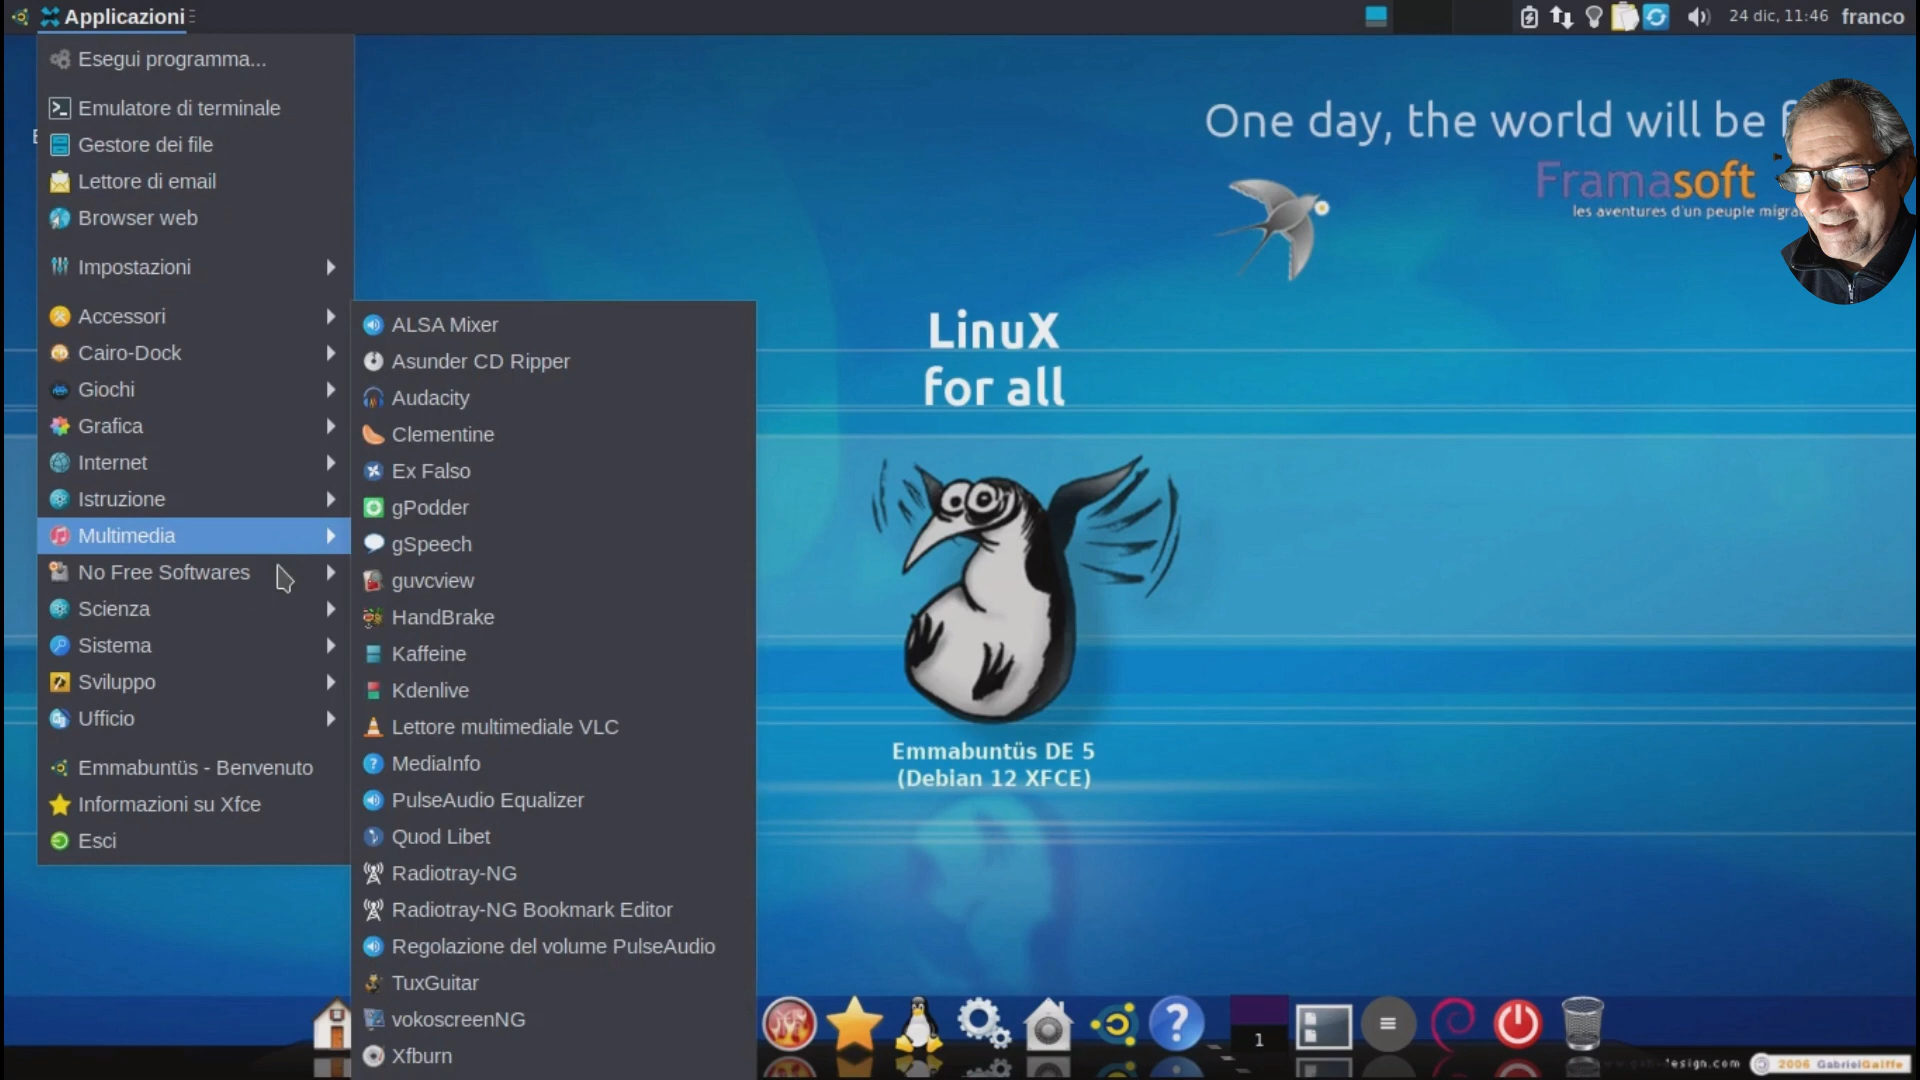 Applicazioni
24 dic, 11:46 franco
Esegui programma...
Emulatore di terminale
Gestore dei file
Lettore di email
Browser web
Impostazioni
Accessori
Cairo-Dock
Giochi
Grafica
Internet
Istruzione
Multimedia
No Free Softwares
Scienza
Sistema
Sviluppo
Ufficio
Emmabuntüs - Benvenuto
Informazioni su Xfce
Esci
ALSA Mixer
Asunder CD Ripper
Audacity
Clementine
Ex Falso
gPodder
gSpeech
guvcview
HandBrake
Kaffeine
Kdenlive
Lettore multimediale VLC
MediaInfo
PulseAudio Equalizer
Quod Libet
Radiotray-NG
Radiotray-NG Bookmark Editor
Regolazione del volume PulseAudio
TuxGuitar
vokoscreenNG
Xfburn
One day, the world will be
Framasoft
les aventures d'un peuple
LinuX
for all
Emmabuntüs DE 5
(Debian 12 XFCE)
1
2006 GabrielGaiffe